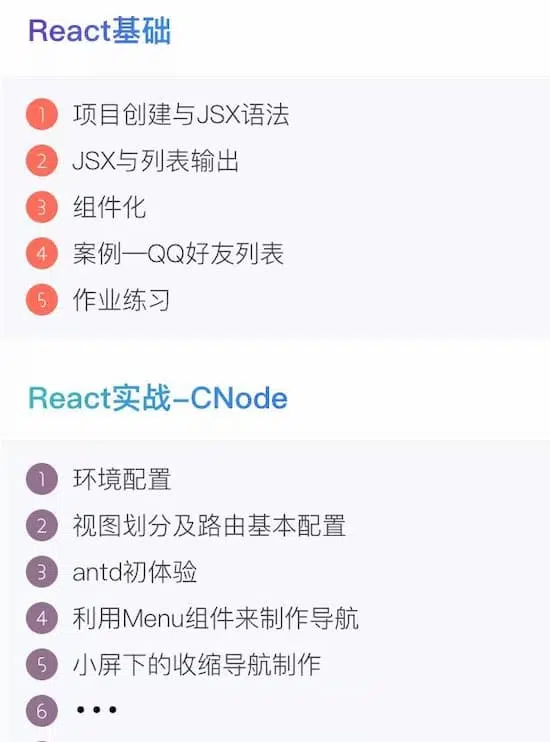 React基础
1 项目创建与JSX语法
2 JSX与列表输出
3 组件化
4 案例—QQ好友列表
5 作业练习
React实战-CNode
1 环境配置
2 视图划分及路由基本配置
3 antd初体验
4 利用Menu组件来制作导航
5 小屏下的收缩导航制作
6 •••